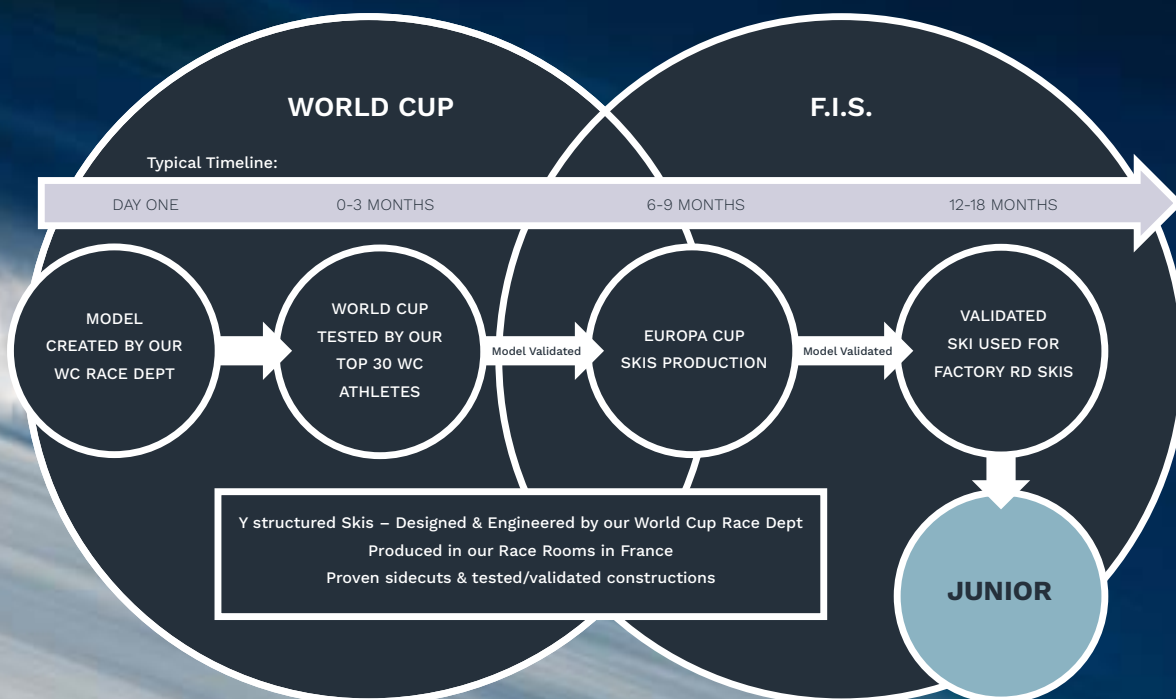 WORLD CUP
F.I.S.
Typical Timeline:
DAY ONE
0-3 MONTHS
6-9 MONTHS
12-18 MONTHS
MODEL
CREATED BY OUR
WC RACE DEPT
WORLD CUP
TESTED BY OUR
TOP 30 WC
ATHLETES
Model Validated
EUROPA CUP
SKIS PRODUCTION
Model Validated
VALIDATED
SKI USED FOR
FACTORY RD SKIS
Y structured Skis – Designed & Engineered by our World Cup Race Dept
Produced in our Race Rooms in France
Proven sidecuts & tested/validated constructions
JUNIOR